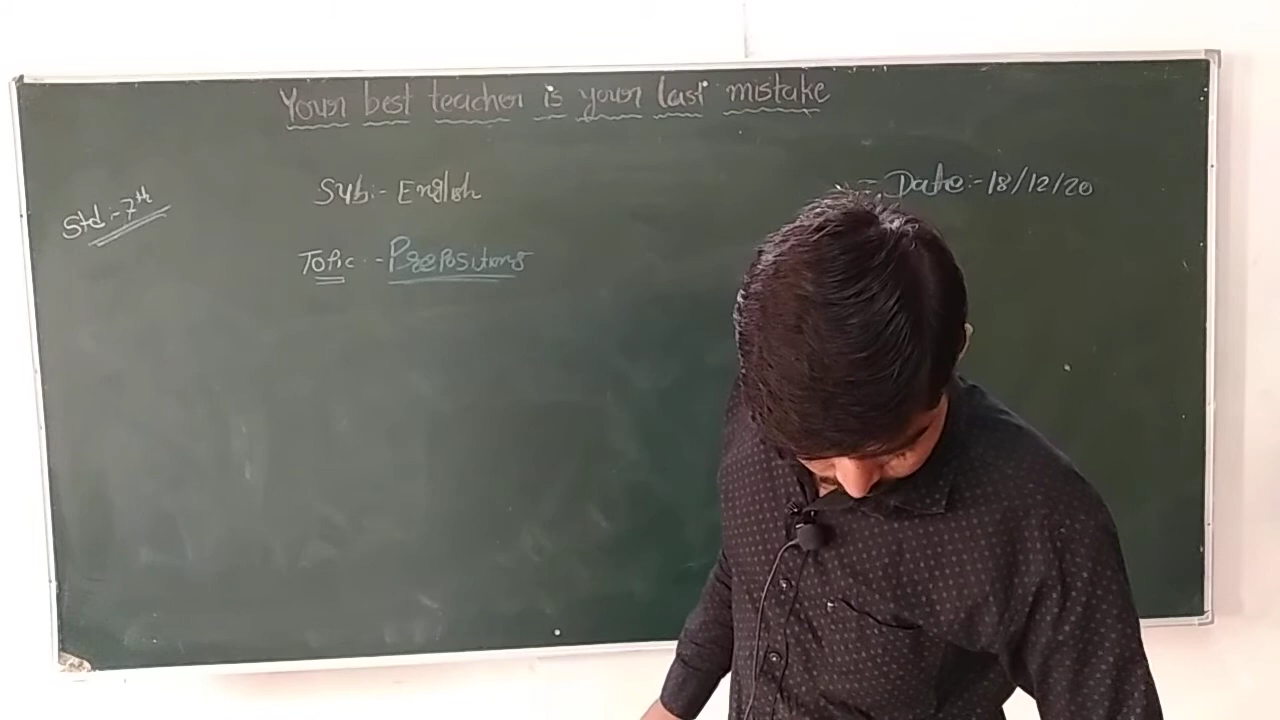 Your best teacher is your last mistake
Sub:- English
Date:-18/12/20
Std:-7th
Topic:-Prepositions